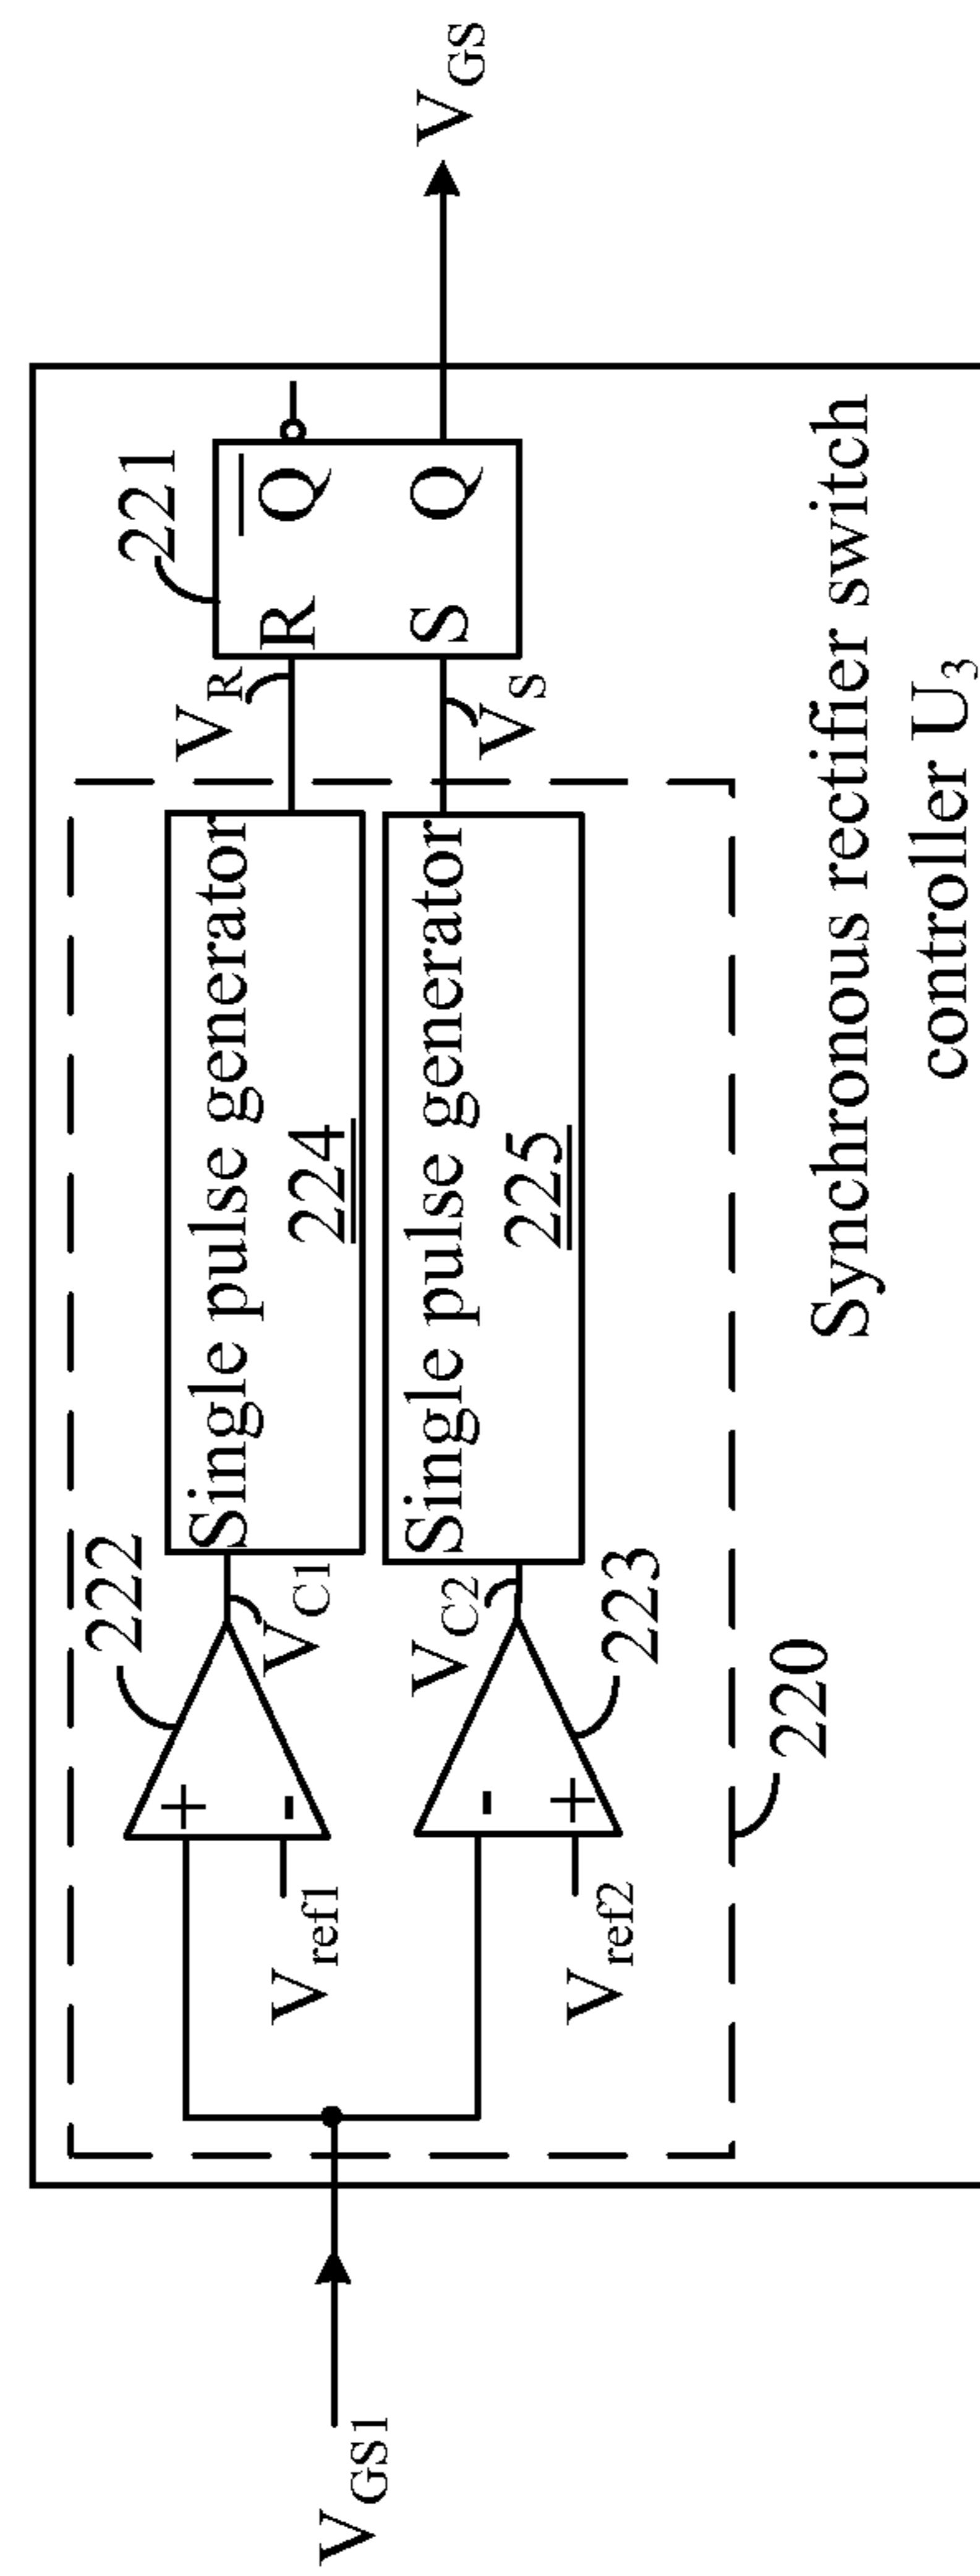 V_GS1
V_ref1
V_ref2
+
-
-
+
222
V_C1
V_C2
223
220
Single pulse generator
224
Single pulse generator
225
V_R
V_S
221
R
Q̅
S
Q
V_GS
Synchronous rectifier switch
controller U₃